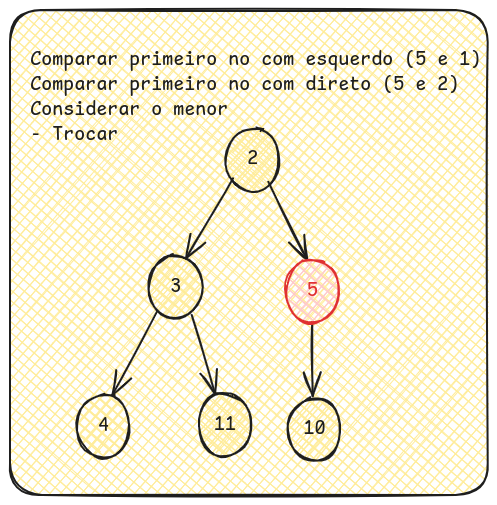 Comparar primeiro no com esquerdo (5 e 1)
Comparar primeiro no com direto (5 e 2)
Considerar o menor
- Trocar
2
3
5
4
11
10